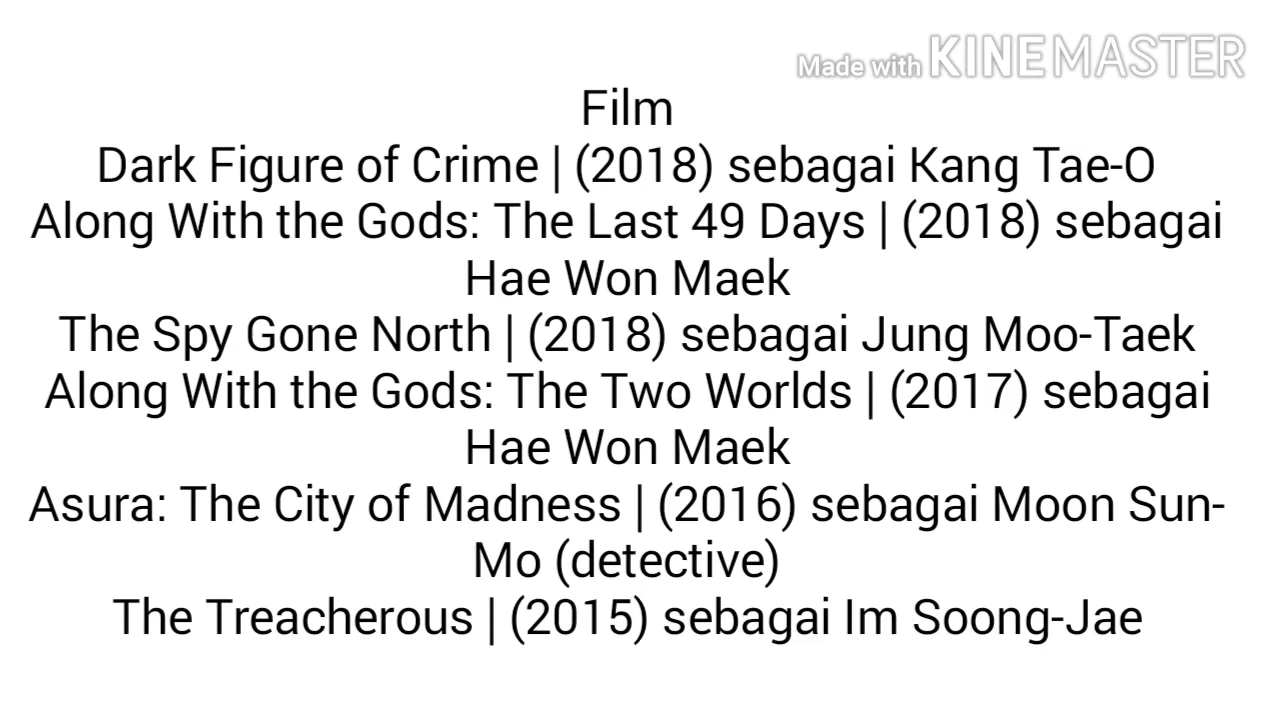 Made with KINEMASTER
Film
Dark Figure of Crime | (2018) sebagai Kang Tae-O
Along With the Gods: The Last 49 Days | (2018) sebagai
Hae Won Maek
The Spy Gone North | (2018) sebagai Jung Moo-Taek
Along With the Gods: The Two Worlds | (2017) sebagai
Hae Won Maek
Asura: The City of Madness | (2016) sebagai Moon Sun-
Mo (detective)
The Treacherous | (2015) sebagai Im Soong-Jae